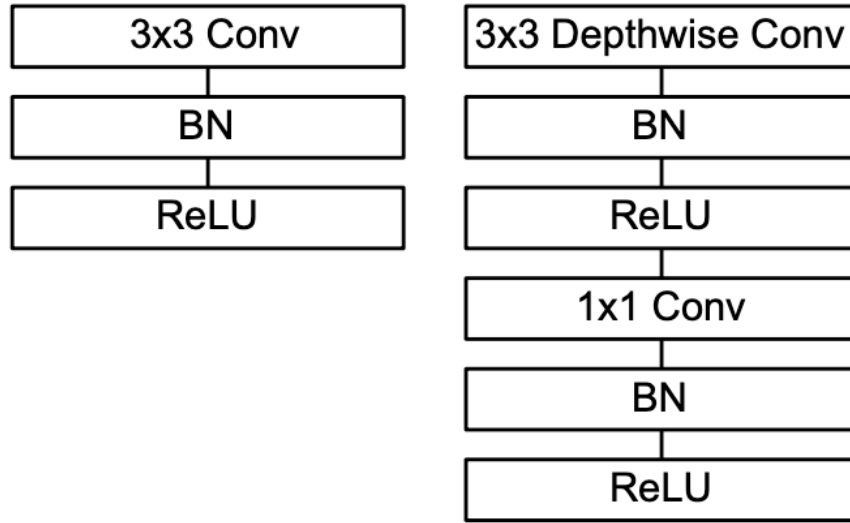 3x3 Conv
BN
ReLU
3x3 Depthwise Conv
BN
ReLU
1x1 Conv
BN
ReLU